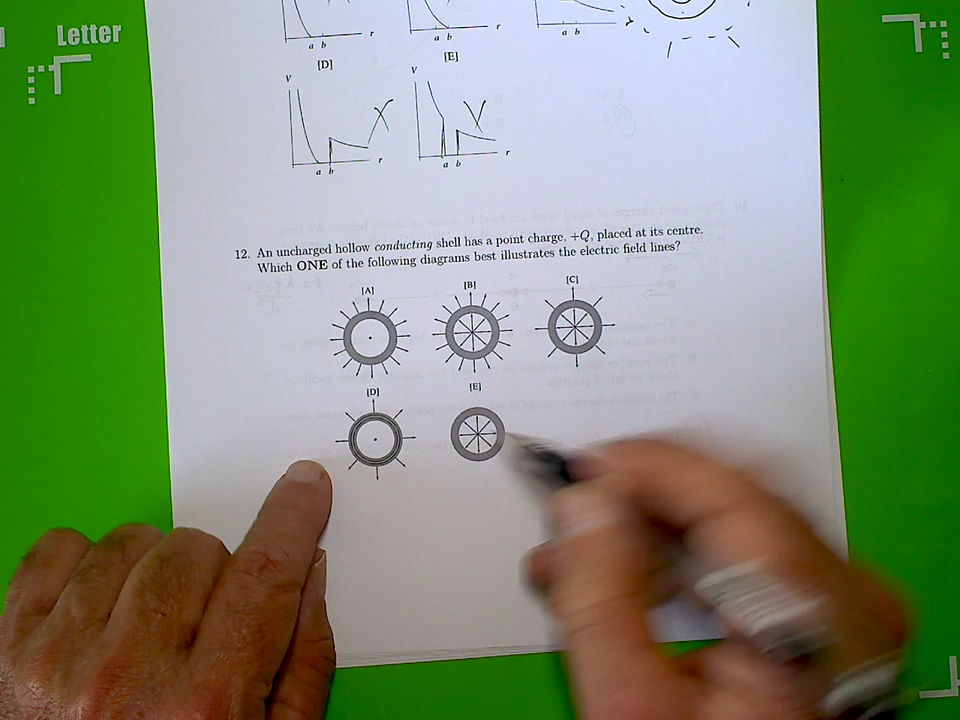 Letter
a b r
a b
a b
[D]
[E]
V
V
a b r
a b r
12. An uncharged hollow conducting shell has a point charge, +Q, placed at its centre.
Which ONE of the following diagrams best illustrates the electric field lines?
[A]
[B]
[C]
[D]
[E]